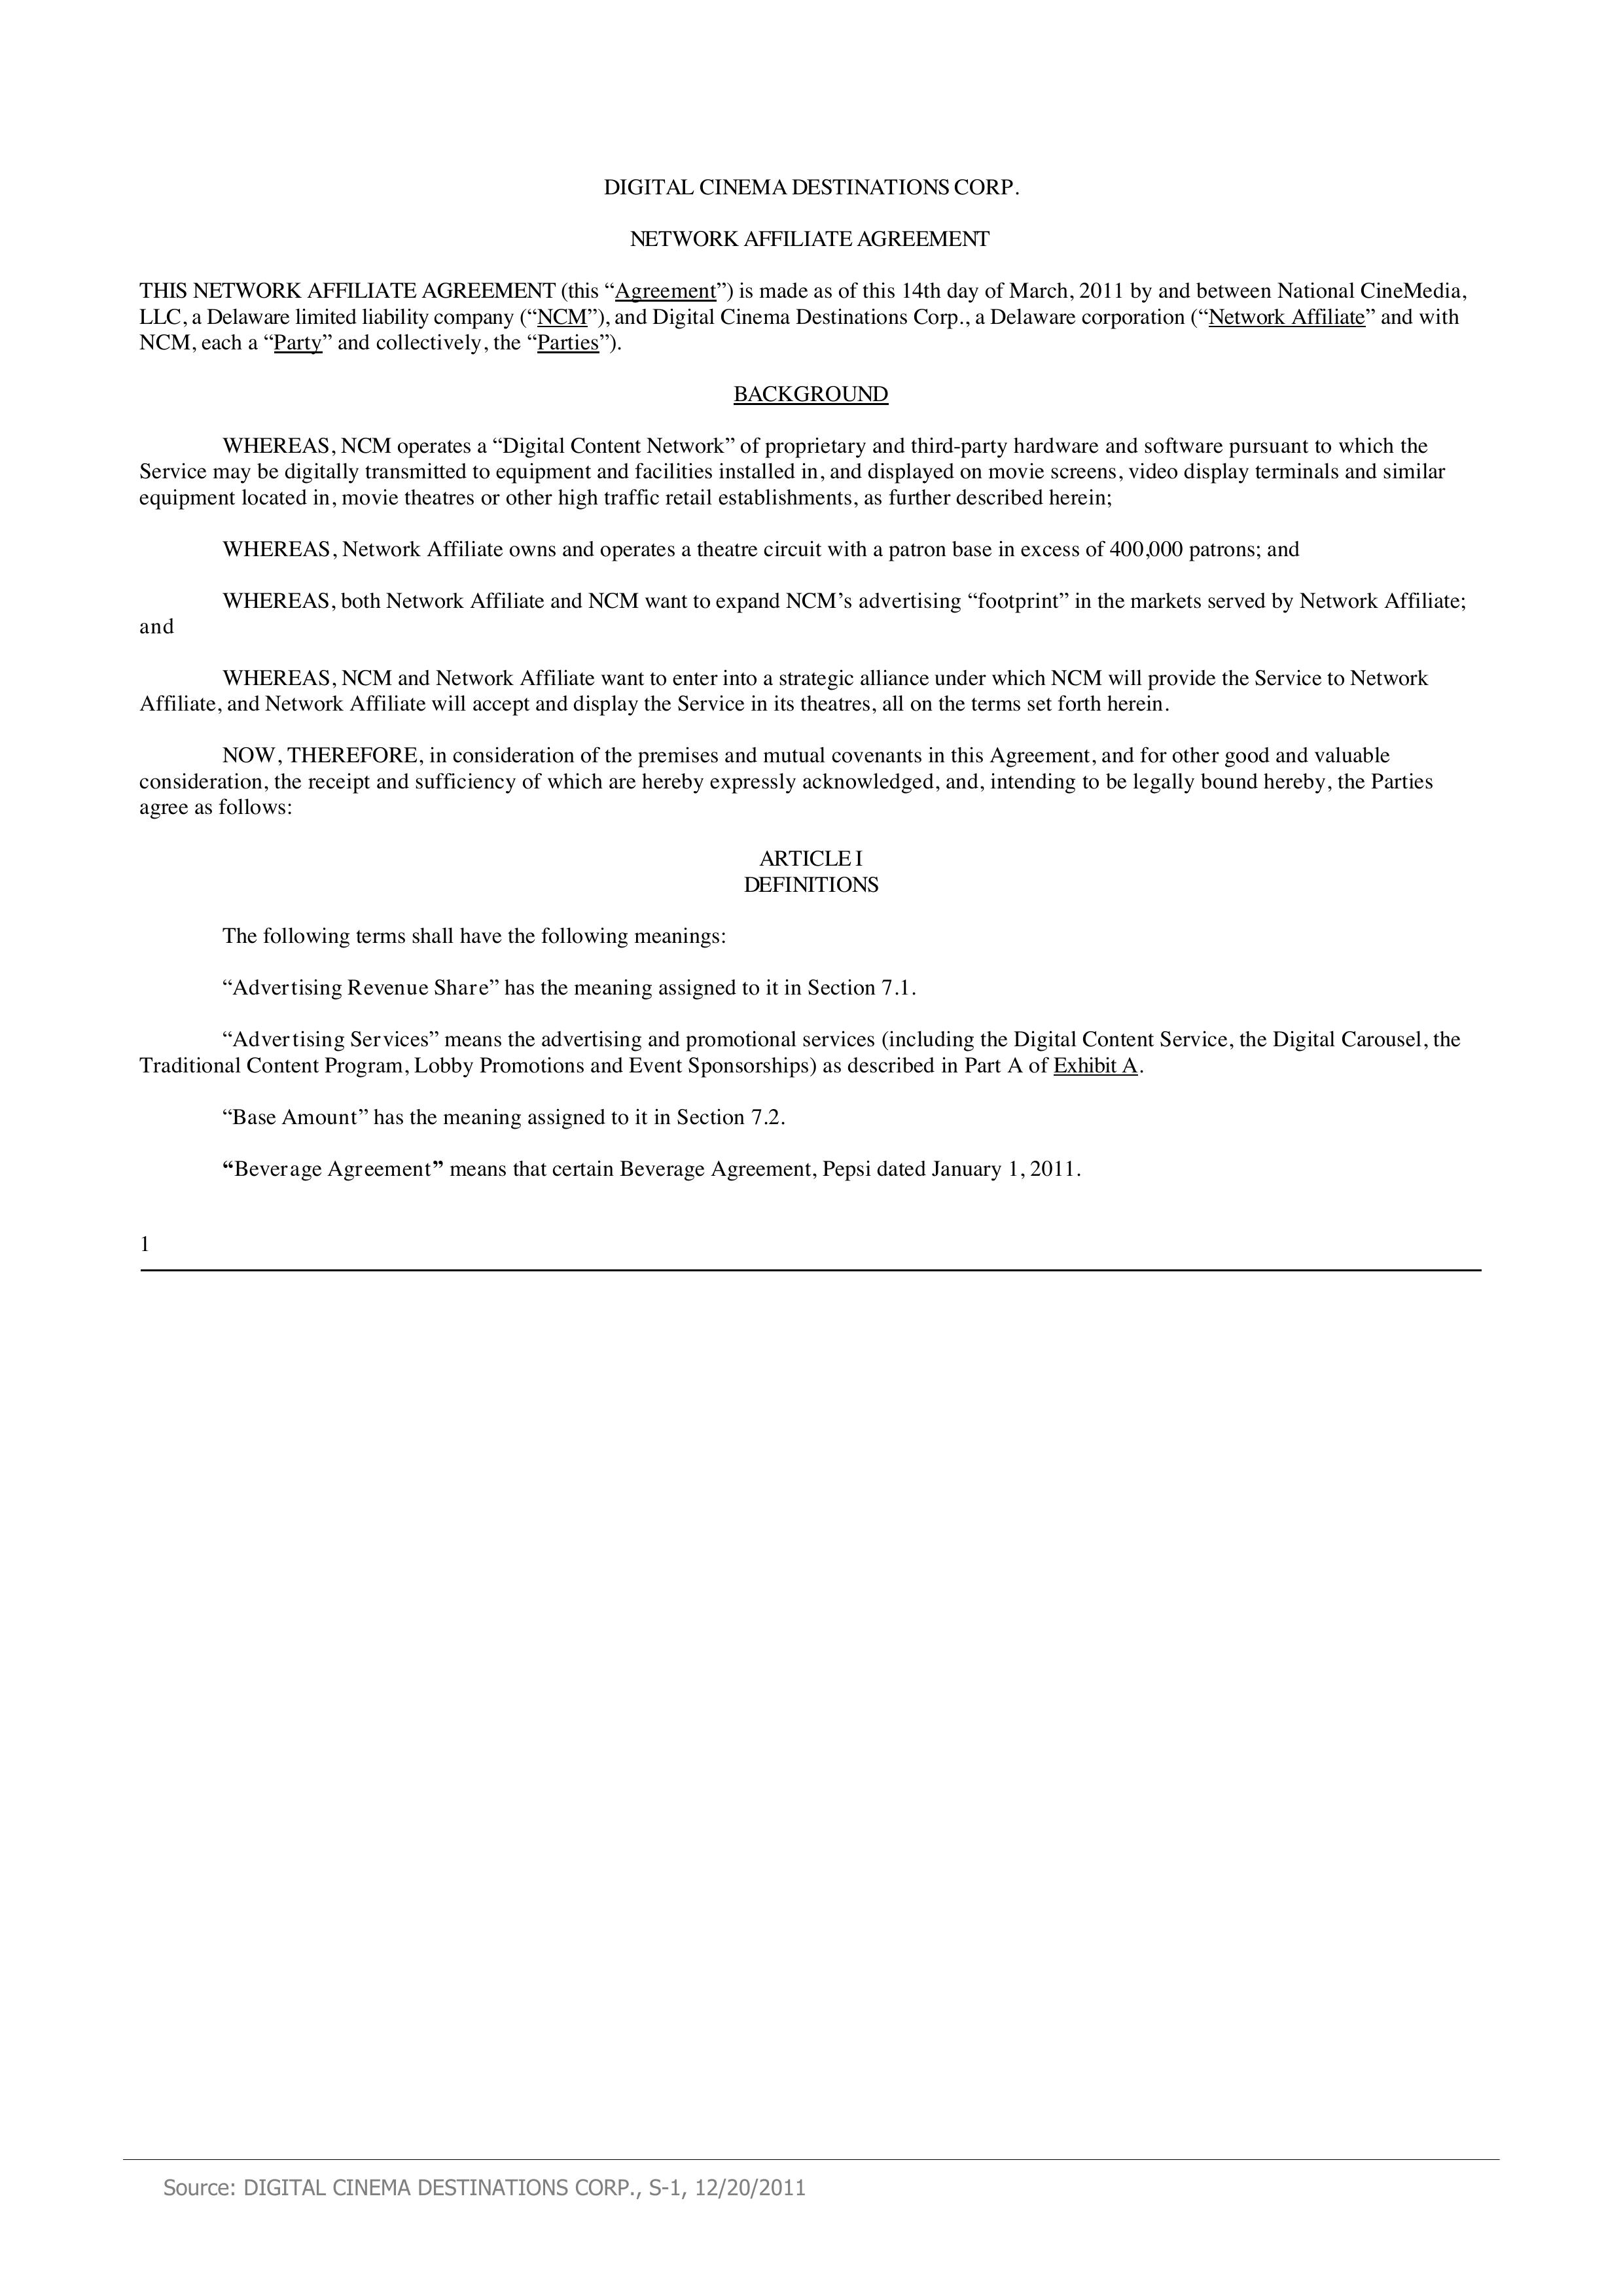 DIGITAL CINEMA DESTINATIONS CORP.
NETWORK AFFILIATE AGREEMENT
THIS NETWORK AFFILIATE AGREEMENT (this “Agreement”) is made as of this 14th day of March, 2011 by and between National CineMedia,
LLC, a Delaware limited liability company (“NCM”), and Digital Cinema Destinations Corp., a Delaware corporation (“Network Affiliate” and with
NCM, each a “Party” and collectively, the “Parties”).
BACKGROUND
WHEREAS, NCM operates a “Digital Content Network” of proprietary and third-party hardware and software pursuant to which the
Service may be digitally transmitted to equipment and facilities installed in, and displayed on movie screens, video display terminals and similar
equipment located in, movie theatres or other high traffic retail establishments, as further described herein;
WHEREAS, Network Affiliate owns and operates a theatre circuit with a patron base in excess of 400,000 patrons; and
WHEREAS, both Network Affiliate and NCM want to expand NCM’s advertising “footprint” in the markets served by Network Affiliate;
and
WHEREAS, NCM and Network Affiliate want to enter into a strategic alliance under which NCM will provide the Service to Network
Affiliate, and Network Affiliate will accept and display the Service in its theatres, all on the terms set forth herein.
NOW, THEREFORE, in consideration of the premises and mutual covenants in this Agreement, and for other good and valuable
consideration, the receipt and sufficiency of which are hereby expressly acknowledged, and, intending to be legally bound hereby, the Parties
agree as follows:
ARTICLE I
DEFINITIONS
The following terms shall have the following meanings:
“Advertising Revenue Share” has the meaning assigned to it in Section 7.1.
“Advertising Services” means the advertising and promotional services (including the Digital Content Service, the Digital Carousel, the
Traditional Content Program, Lobby Promotions and Event Sponsorships) as described in Part A of Exhibit A.
“Base Amount” has the meaning assigned to it in Section 7.2.
“Beverage Agreement” means that certain Beverage Agreement, Pepsi dated January 1, 2011.
1
Source: DIGITAL CINEMA DESTINATIONS CORP., S-1, 12/20/2011